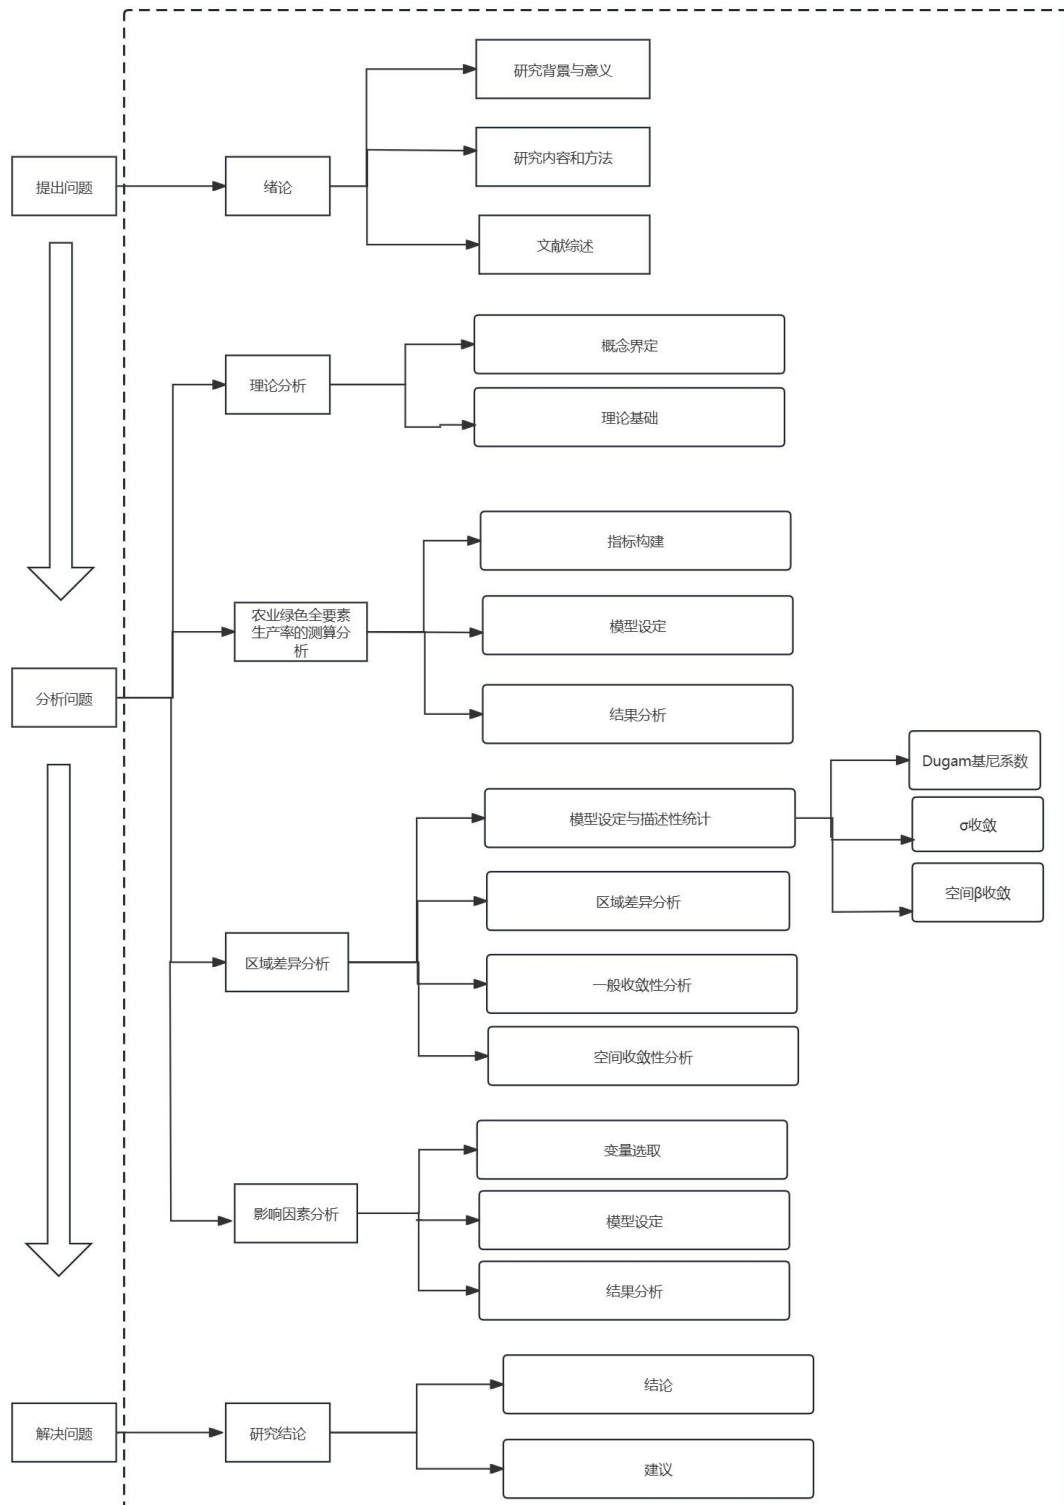 提出问题
绪论
研究背景与意义
研究内容和方法
文献综述
分析问题
理论分析
概念界定
理论基础
农业绿色全要素
生产率的测算分
析
指标构建
模型设定
结果分析
区域差异分析
模型设定与描述性统计
Dugam基尼系数
σ收敛
空间β收敛
区域差异分析
一般收敛性分析
空间收敛性分析
影响因素分析
变量选取
模型设定
结果分析
解决问题
研究结论
结论
建议